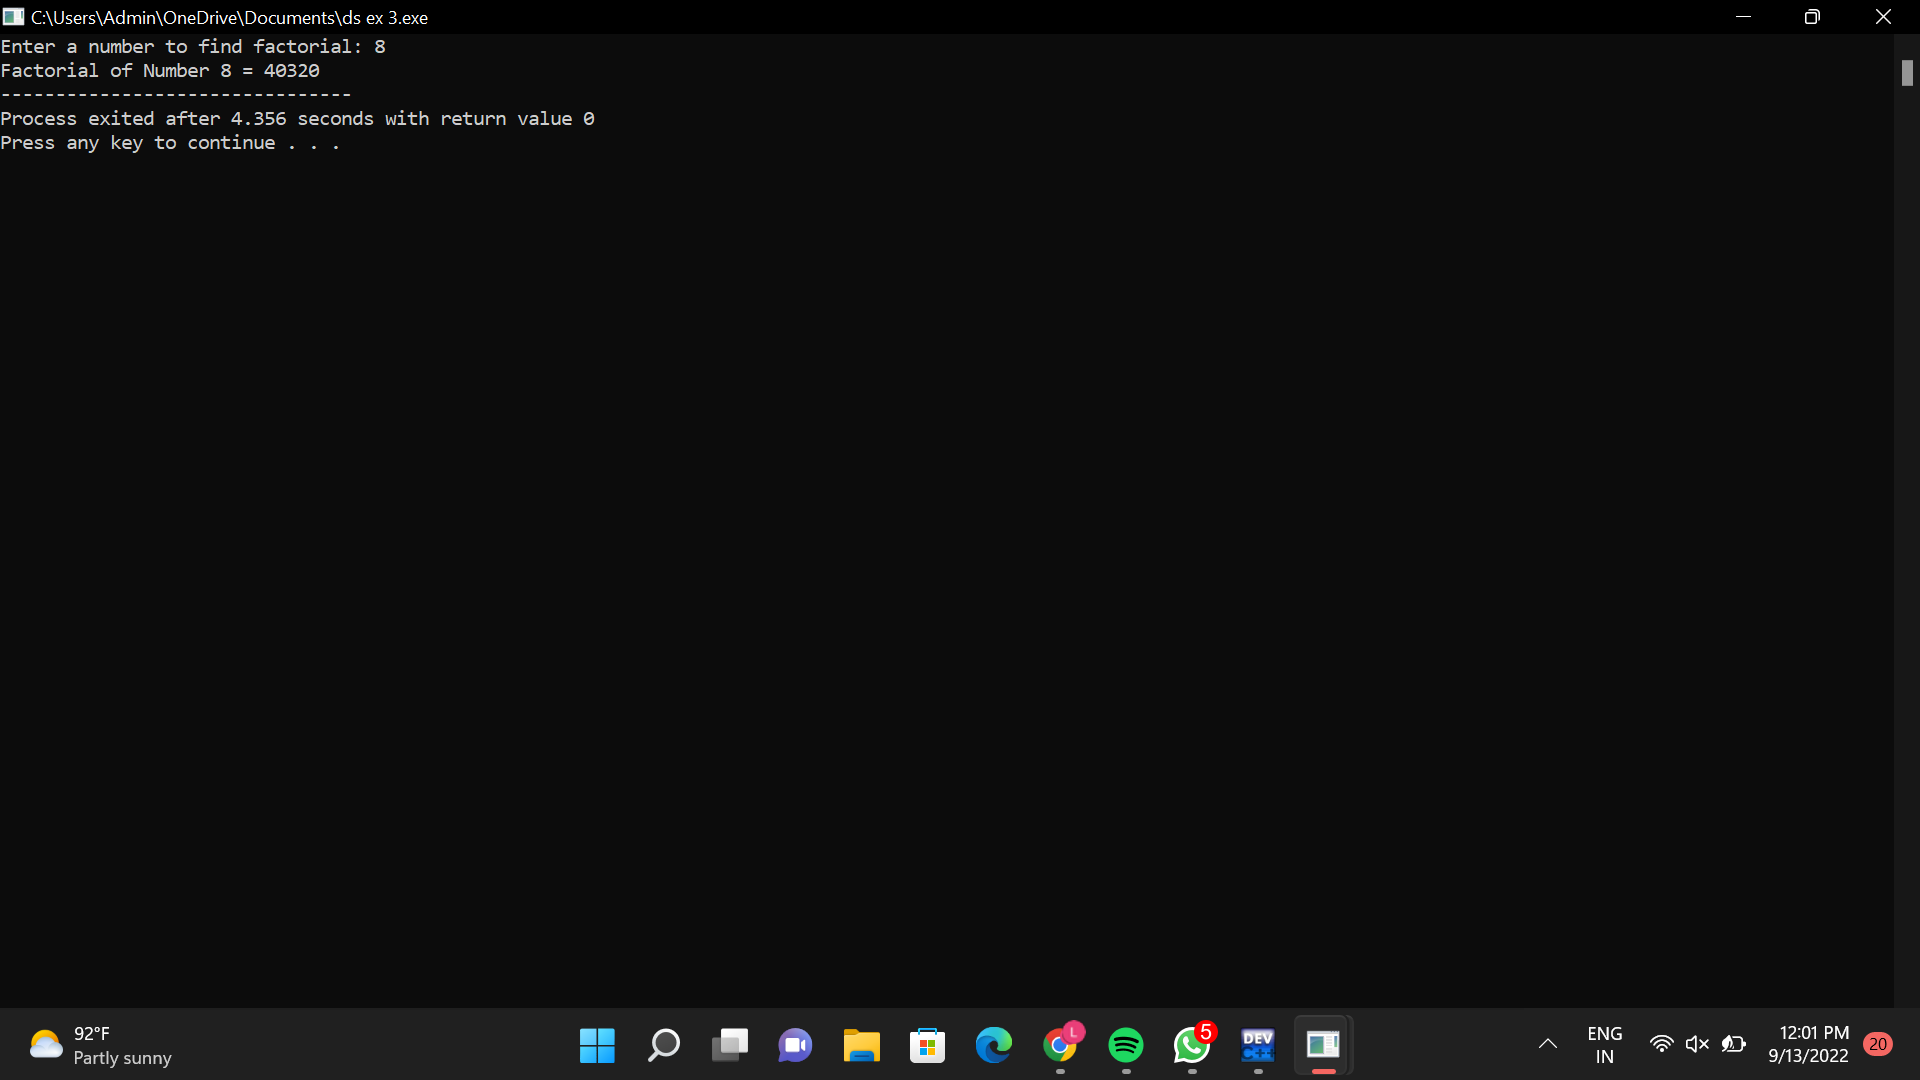 C:\Users\Admin\OneDrive\Documents\ds ex 3.exe
Enter a number to find factorial: 8
Factorial of Number 8 = 40320
--------------------------------
Process exited after 4.356 seconds with return value 0
Press any key to continue . . .
92°F
Partly sunny
L
5
DEV
C++
ENG
IN
12:01 PM
9/13/2022
20